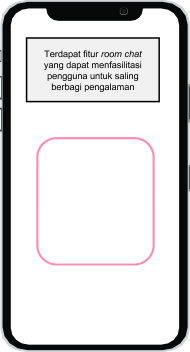 Terdapat fitur room chat
yang dapat menfasilitasi
pengguna untuk saling
berbagi pengalaman